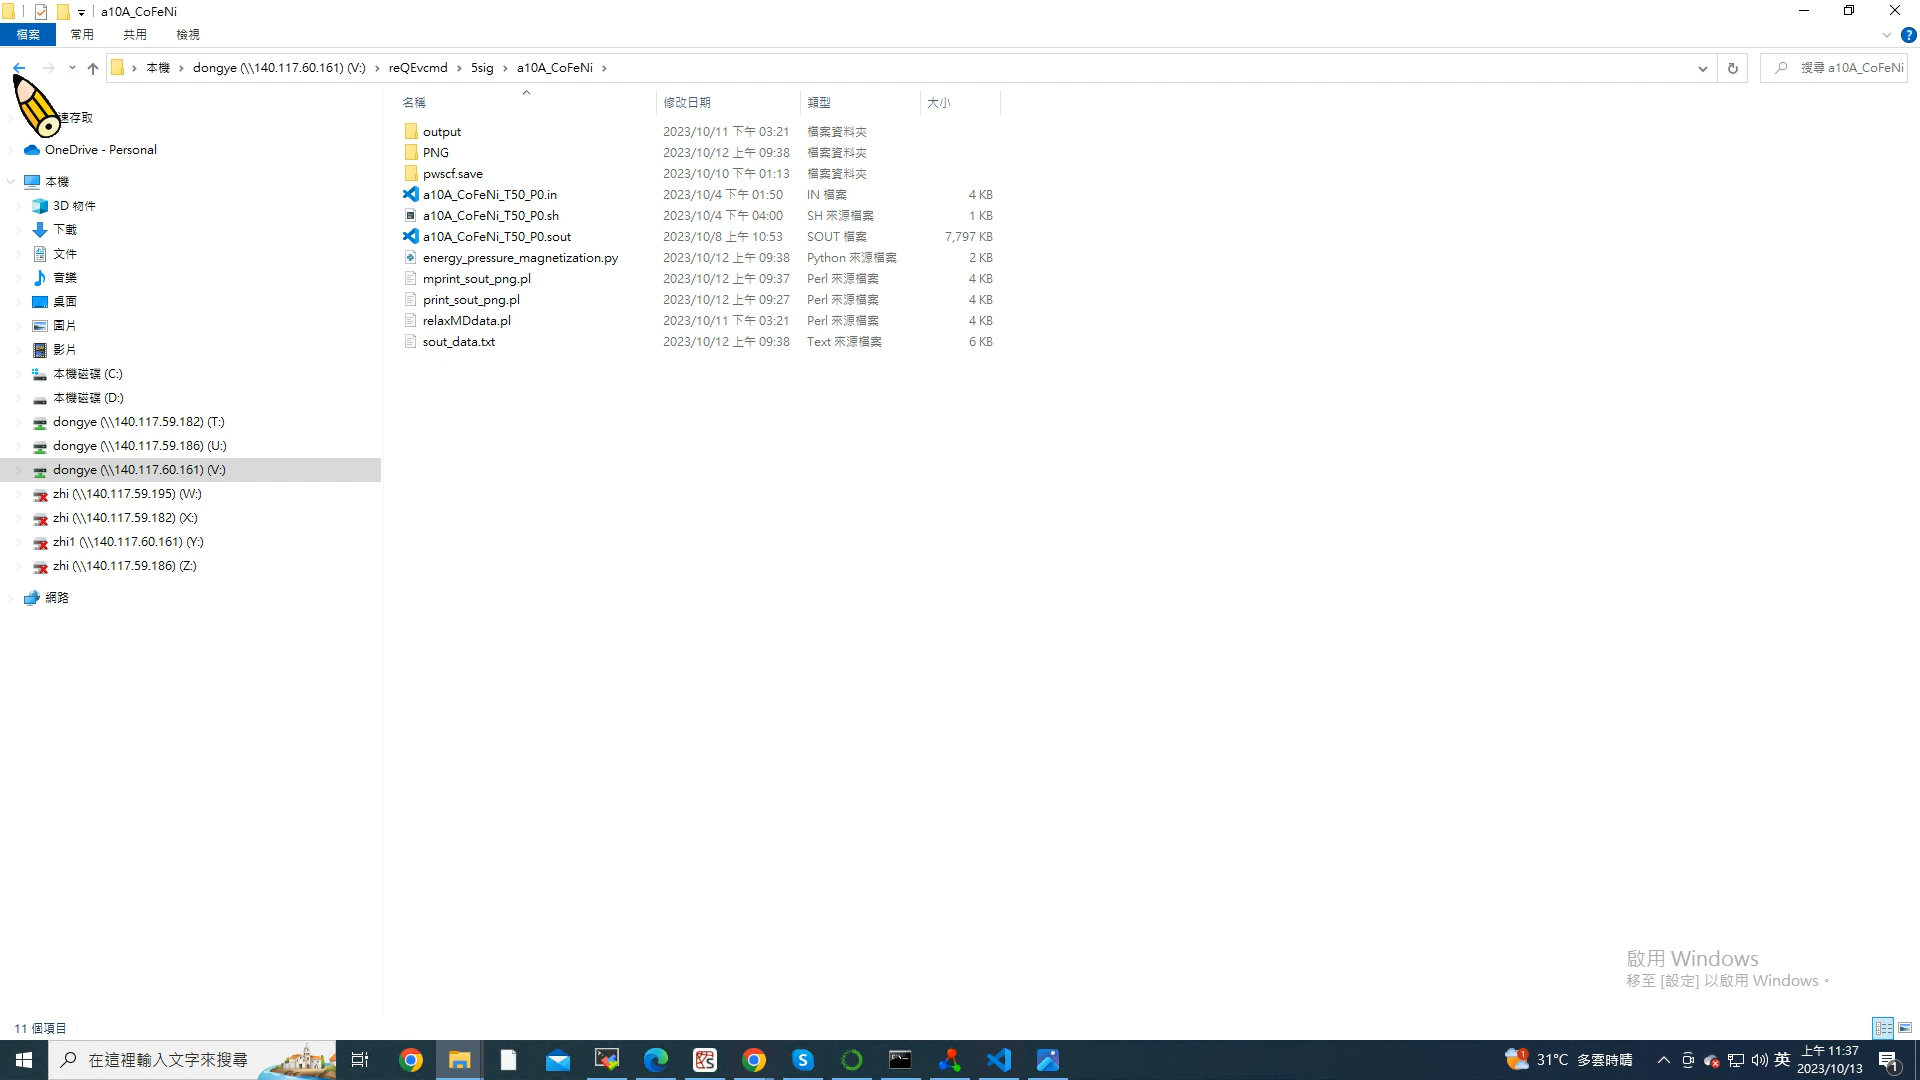 a10A_CoFeNi
檔案 常用 共用 檢視
本機 dongye (\\140.117.60.161) (V:) reQEvcmd 5sig a10A_CoFeNi
搜尋 a10A_CoFeNi
名稱 修改日期 類型 大小
速存取
OneDrive - Personal
本機
3D 物件
下載
文件
音樂
桌面
圖片
影片
本機磁碟 (C:)
本機磁碟 (D:)
dongye (\\140.117.59.182) (T:)
dongye (\\140.117.59.186) (U:)
dongye (\\140.117.60.161) (V:)
zhi (\\140.117.59.195) (W:)
zhi (\\140.117.59.182) (X:)
zhi1 (\\140.117.60.161) (Y:)
zhi (\\140.117.59.186) (Z:)
網路
output 2023/10/11 下午 03:21 檔案資料夾
PNG 2023/10/12 上午 09:38 檔案資料夾
pwscf.save 2023/10/10 下午 01:13 檔案資料夾
a10A_CoFeNi_T50_P0.in 2023/10/4 下午 01:50 IN 檔案 4 KB
a10A_CoFeNi_T50_P0.sh 2023/10/4 下午 04:00 SH 來源檔案 1 KB
a10A_CoFeNi_T50_P0.sout 2023/10/8 上午 10:53 SOUT 檔案 7,797 KB
energy_pressure_magnetization.py 2023/10/12 上午 09:38 Python 來源檔案 2 KB
mprint_sout_png.pl 2023/10/12 上午 09:37 Perl 來源檔案 4 KB
print_sout_png.pl 2023/10/12 上午 09:27 Perl 來源檔案 4 KB
relaxMDdata.pl 2023/10/11 下午 03:21 Perl 來源檔案 4 KB
sout_data.txt 2023/10/12 上午 09:38 Text 來源檔案 6 KB
啟用 Windows
移至 [設定] 以啟用 Windows。
11 個項目
在這裡輸入文字來搜尋
31°C 多雲時晴
英
上午 11:37
2023/10/13
1